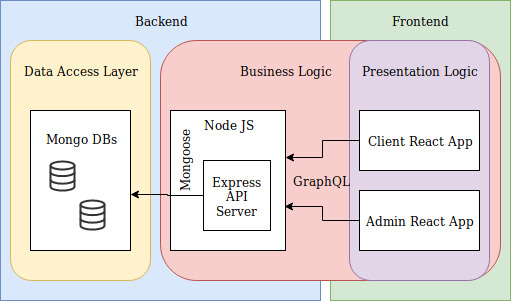 Backend
Frontend
Data Access Layer
Business Logic
Presentation Logic
Mongo DBs
Mongoose
Node JS
Express
API
Server
GraphQL
Client React App
Admin React App